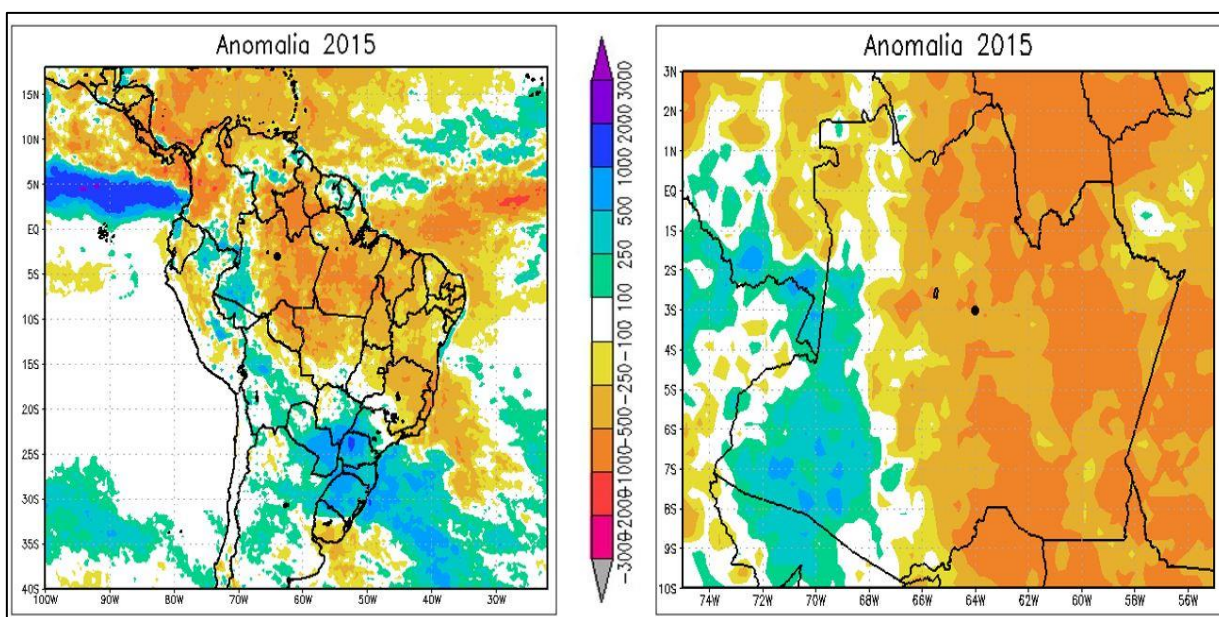 Anomalia 2015
15N
10N
5N
EQ
5S
10S
15S
20S
25S
30S
35S
40S
100W 90W 80W 70W 60W 50W 40W 30W
3000
2000
1000
500
250
100
-100
-250
-500
-1000
-2000
-3000
Anomalia 2015
3N
2N
1N
EQ
1S
2S
3S
4S
5S
6S
7S
8S
9S
10S
74W 72W 70W 68W 66W 64W 62W 60W 58W 56W